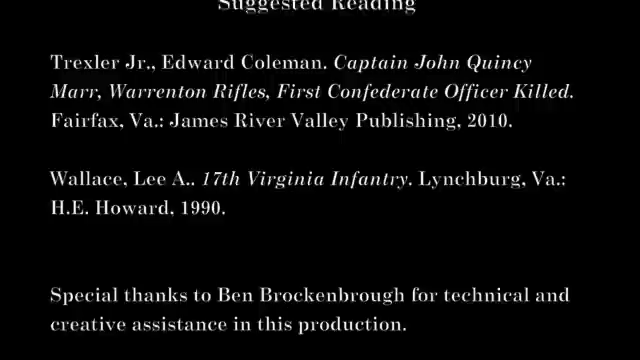 Suggested Reading
Trexler Jr., Edward Coleman. Captain John Quincy
Marr, Warrenton Rifles, First Confederate Officer Killed.
Fairfax, Va.: James River Valley Publishing, 2010.
Wallace, Lee A.. 17th Virginia Infantry. Lynchburg, Va.:
H.E. Howard, 1990.
Special thanks to Ben Brockenbrough for technical and
creative assistance in this production.